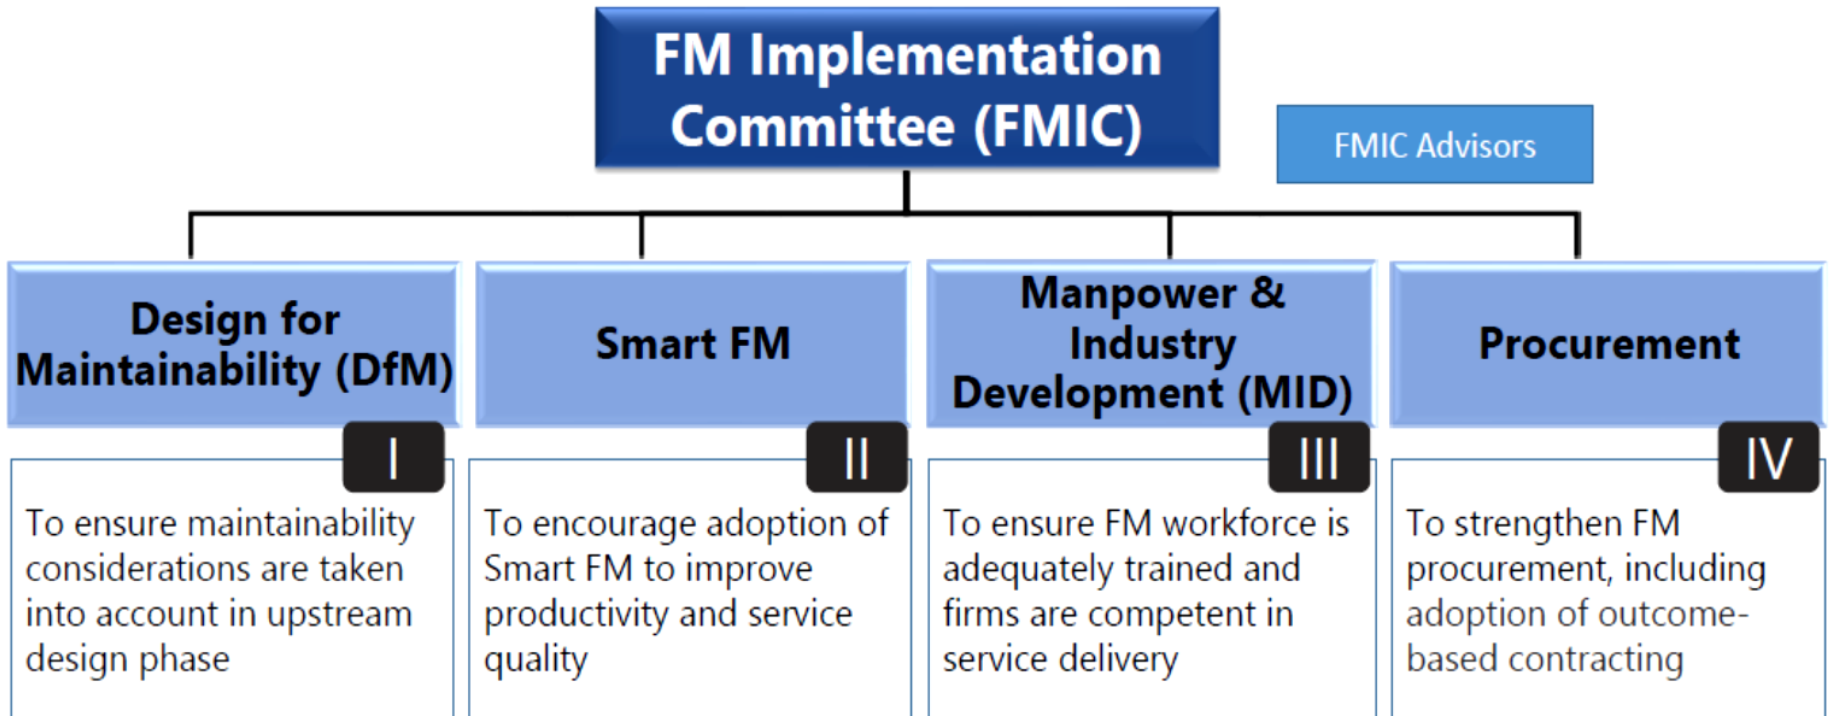 FM Implementation
Committee (FMIC)
FMIC Advisors
Design for
Maintainability (DfM)
I
To ensure maintainability
considerations are taken
into account in upstream
design phase
Smart FM
II
To encourage adoption of
Smart FM to improve
productivity and service
quality
Manpower &
Industry
Development (MID)
III
To ensure FM workforce is
adequately trained and
firms are competent in
service delivery
Procurement
IV
To strengthen FM
procurement, including
adoption of outcome-
based contracting